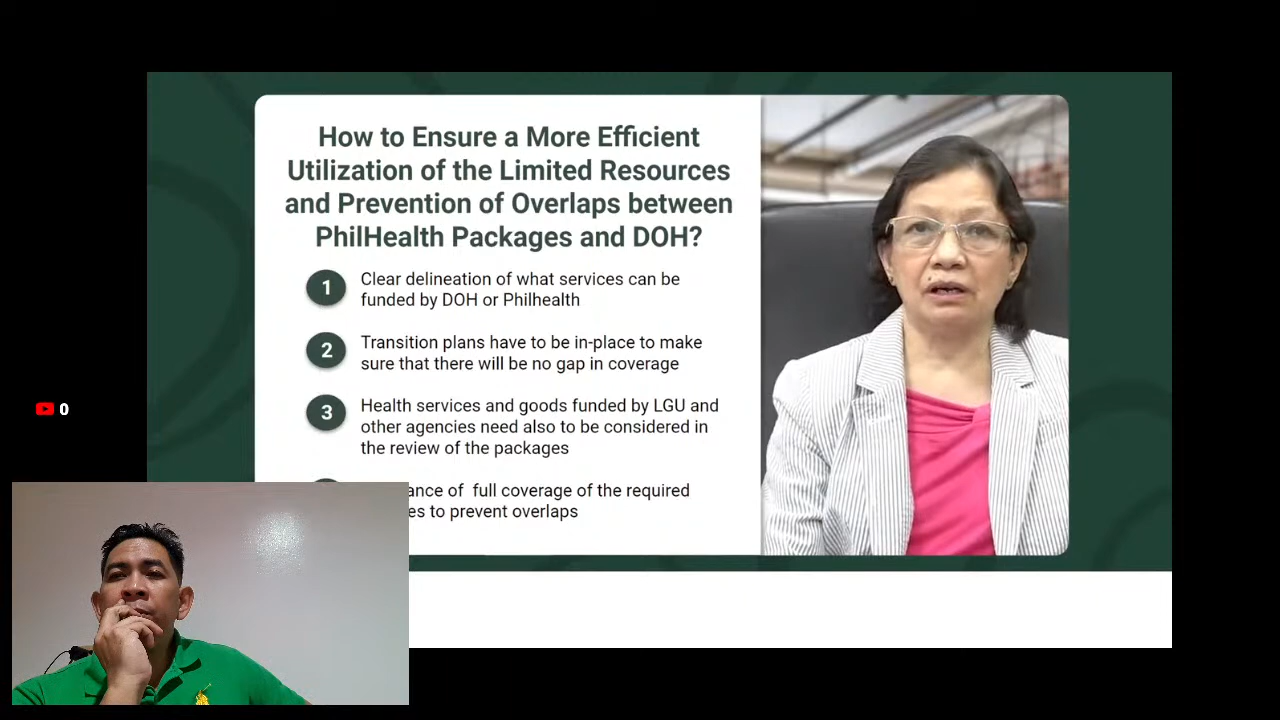 How to Ensure a More Efficient
Utilization of the Limited Resources
and Prevention of Overlaps between
PhilHealth Packages and DOH?
1
Clear delineation of what services can be
funded by DOH or Philhealth
2
Transition plans have to be in-place to make
sure that there will be no gap in coverage
3
Health services and goods funded by LGU and
other agencies need also to be considered in
the review of the packages
of full coverage of the required
to prevent overlaps
0